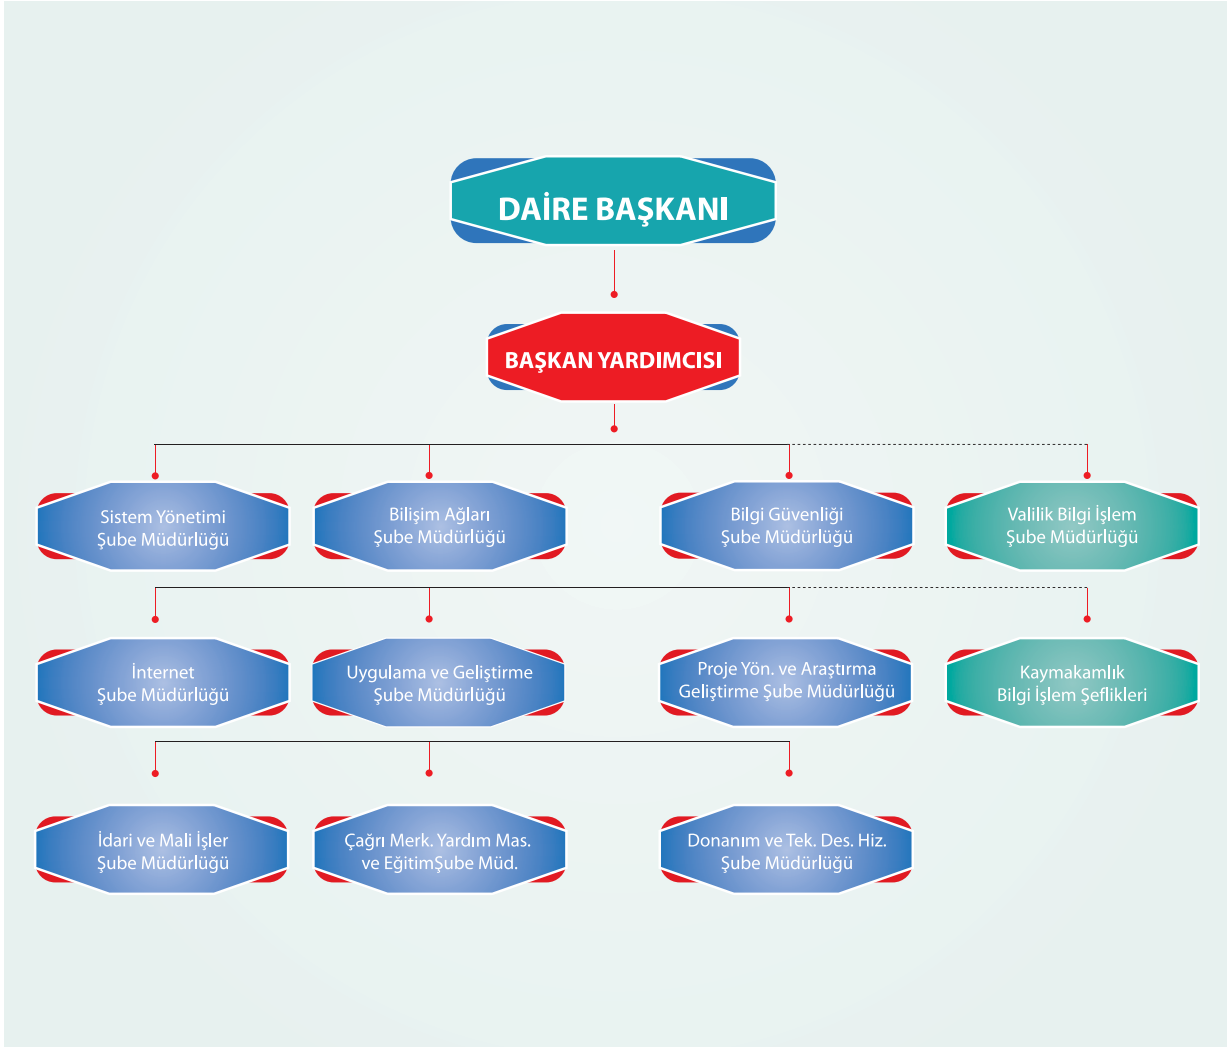 DAİRE BAŞKANI
BAŞKAN YARDIMCISI
Sistem Yönetimi
Şube Müdürlüğü
Bilişim Ağları
Şube Müdürlüğü
Bilgi Güvenliği
Şube Müdürlüğü
Valilik Bilgi İşlem
Şube Müdürlüğü
İnternet
Şube Müdürlüğü
Uygulama ve Geliştirme
Şube Müdürlüğü
Proje Yön. ve Araştırma
Geliştirme Şube Müdürlüğü
Kaymakamlık
Bilgi İşlem Şeflikleri
İdari ve Mali İşler
Şube Müdürlüğü
Çağrı Merk. Yardım Mas.
ve EğitimŞube Müd.
Donanım ve Tek. Des. Hiz.
Şube Müdürlüğü